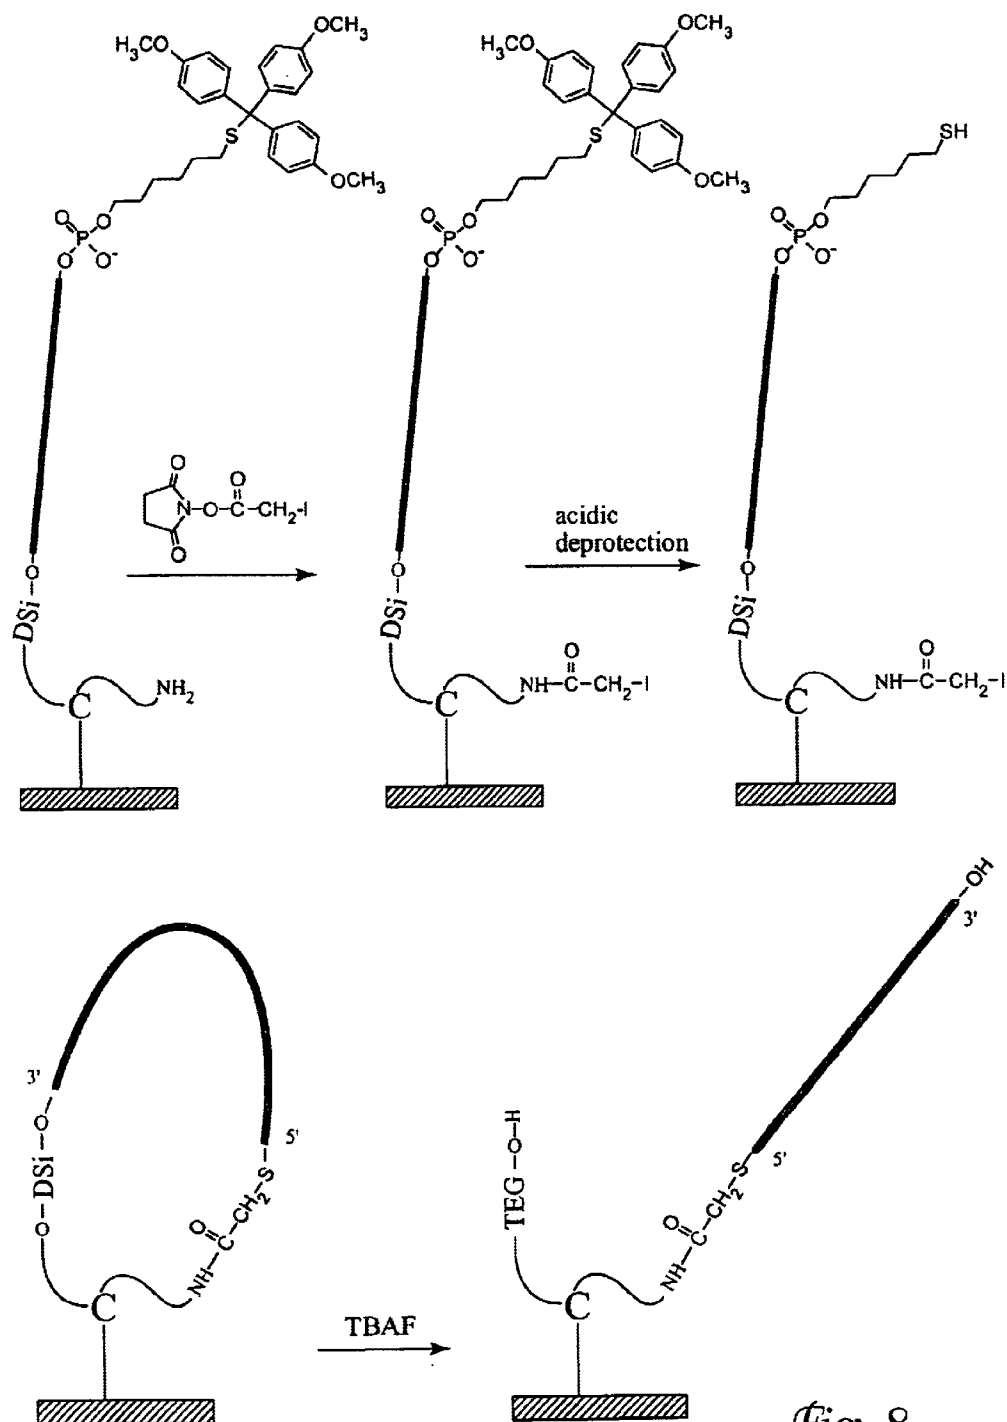 H₃CO
OCH₃
OCH₃
S
O
O
P
O
O⁻
H₃CO
OCH₃
OCH₃
S
O
O
P
O
O⁻
SH
O
O
P
O
O⁻
O
N–O–C–CH₂–I
O
O
acidic
deprotection
O
O
O
DSi
DSi
DSi
NH₂
O
NH–C–CH₂–I
O
NH–C–CH₂–I
C
C
C
OH
3'
3'
O
DSi
O
5'
S
CH₂
C
O
NH
C
TBAF
H
O
TEG
5'
S
CH₂
C
O
NH
C
Fig. 8